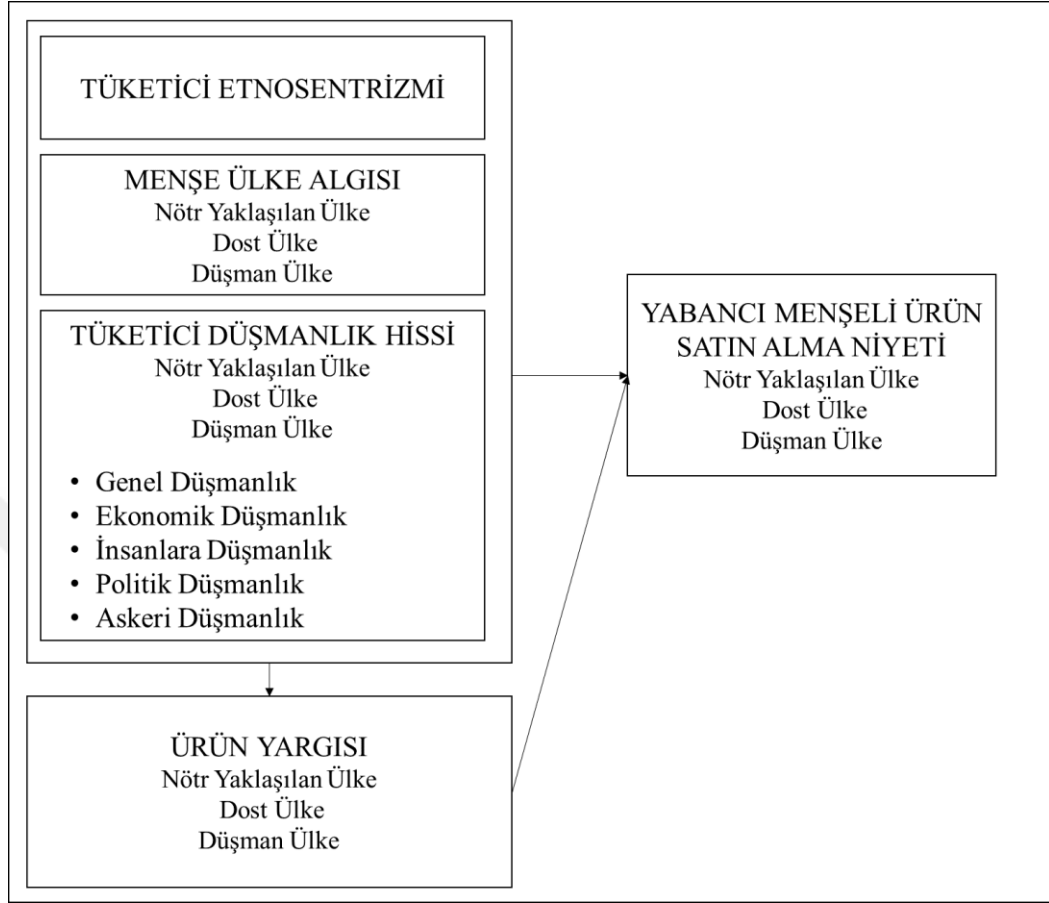 TÜKETİCİ ETNOSENTRİZMİ
MENŞE ÜLKE ALGISI
Nötr Yaklaşılan Ülke
Dost Ülke
Düşman Ülke
TÜKETİCİ DÜŞMANLIK HİSSİ
Nötr Yaklaşılan Ülke
Dost Ülke
Düşman Ülke
• Genel Düşmanlık
• Ekonomik Düşmanlık
• İnsanlara Düşmanlık
• Politik Düşmanlık
• Askeri Düşmanlık
ÜRÜN YARGISI
Nötr Yaklaşılan Ülke
Dost Ülke
Düşman Ülke
YABANCI MENŞELİ ÜRÜN
SATIN ALMA NİYETİ
Nötr Yaklaşılan Ülke
Dost Ülke
Düşman Ülke